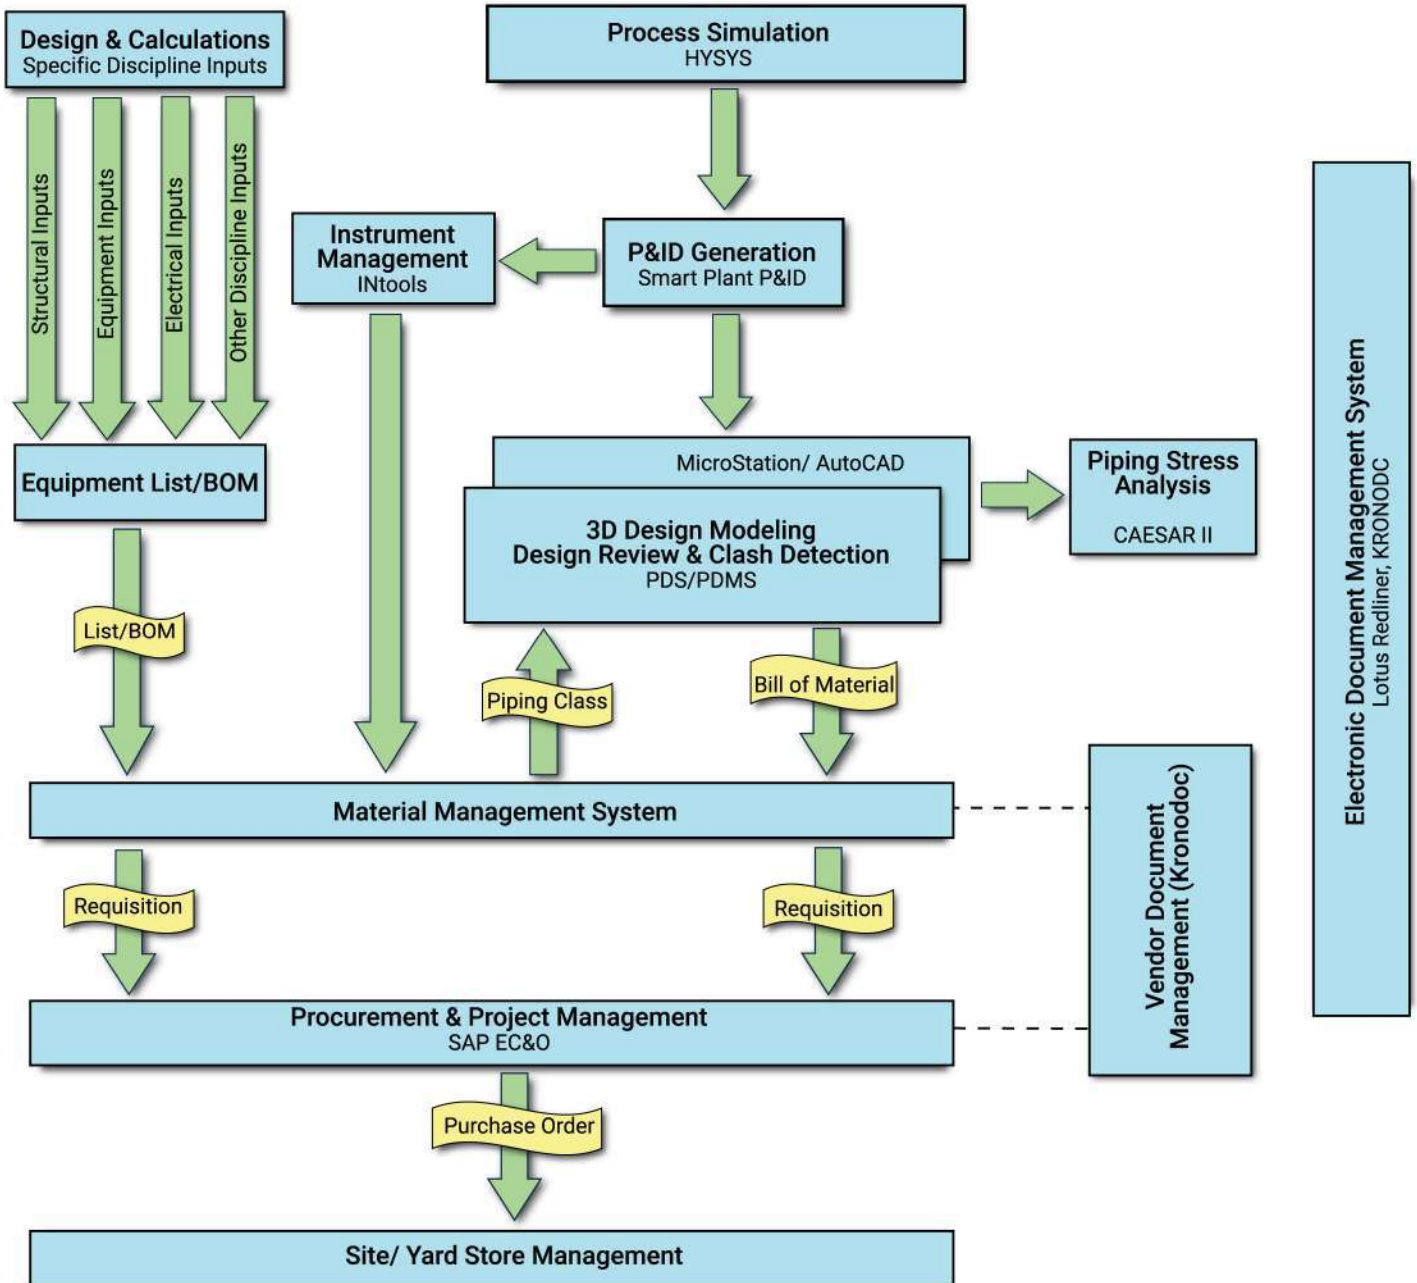 Design & Calculations
Specific Discipline Inputs
Process Simulation
HYSYS
Structural Inputs
Equipment Inputs
Electrical Inputs
Other Discipline Inputs
Instrument
Management
INtools
P&ID Generation
Smart Plant P&ID
Equipment List/BOM
MicroStation/ AutoCAD
3D Design Modeling
Design Review & Clash Detection
PDS/PDMS
Piping Stress
Analysis
CAESAR II
List/BOM
Piping Class
Bill of Material
Material Management System
Requisition
Requisition
Procurement & Project Management
SAP EC&O
Purchase Order
Site/ Yard Store Management
Vendor Document
Management (Kronodoc)
Electronic Document Management System
Lotus Redliner, KRONODC